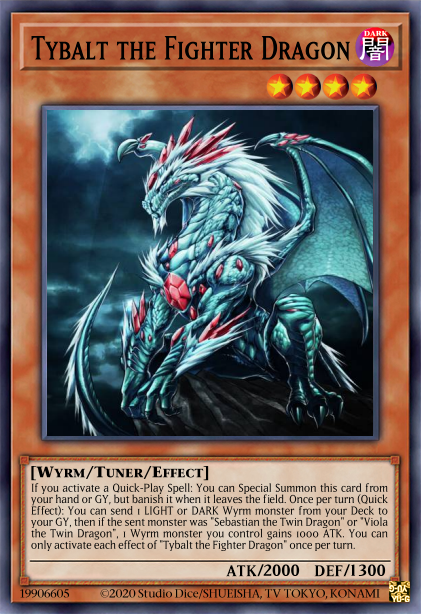 Tybalt the Fighter Dragon
DARK
闇
[Wyrm/Tuner/Effect]
If you activate a Quick-Play Spell: You can Special Summon this card from
your hand or GY, but banish it when it leaves the field. Once per turn (Quick
Effect): You can send 1 LIGHT or DARK Wyrm monster from your Deck to
your GY, then if the sent monster was "Sebastian the Twin Dragon" or "Viola
the Twin Dragon", 1 Wyrm monster you control gains 1000 ATK. You can
only activate each effect of "Tybalt the Fighter Dragon" once per turn.
ATK/2000 DEF/1300
19906605 ©2020 Studio Dice/SHUEISHA, TV TOKYO, KONAMI